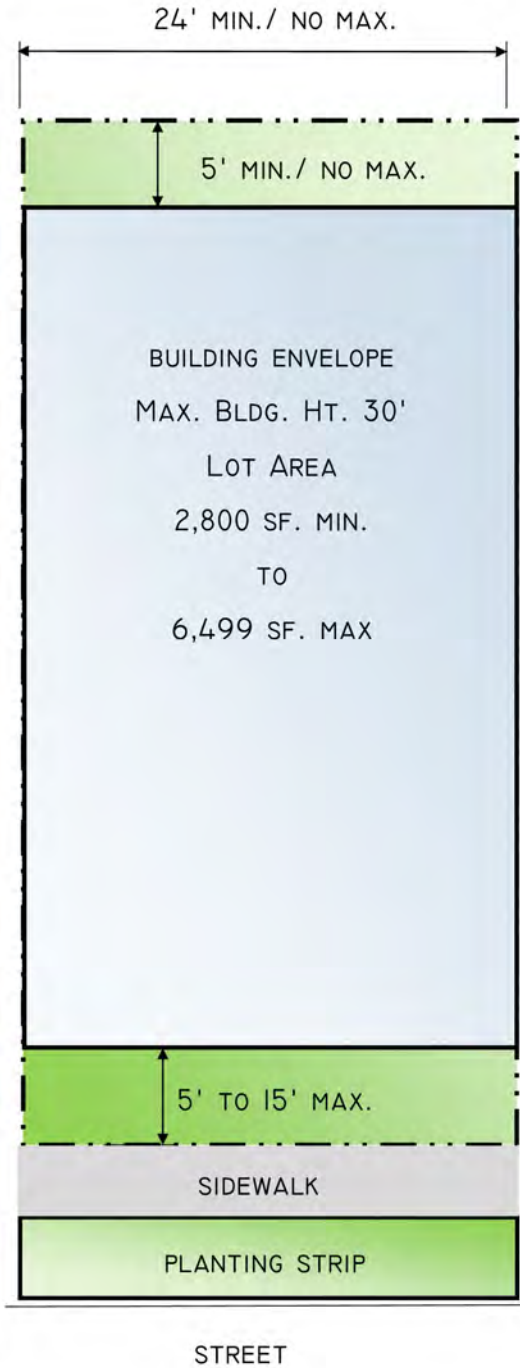 24' MIN./ NO MAX.
5' MIN./ NO MAX.
BUILDING ENVELOPE
MAX. BLDG. HT. 30'
LOT AREA
2,800 SF. MIN.
TO
6,499 SF. MAX
5' TO 15' MAX.
SIDEWALK
PLANTING STRIP
STREET